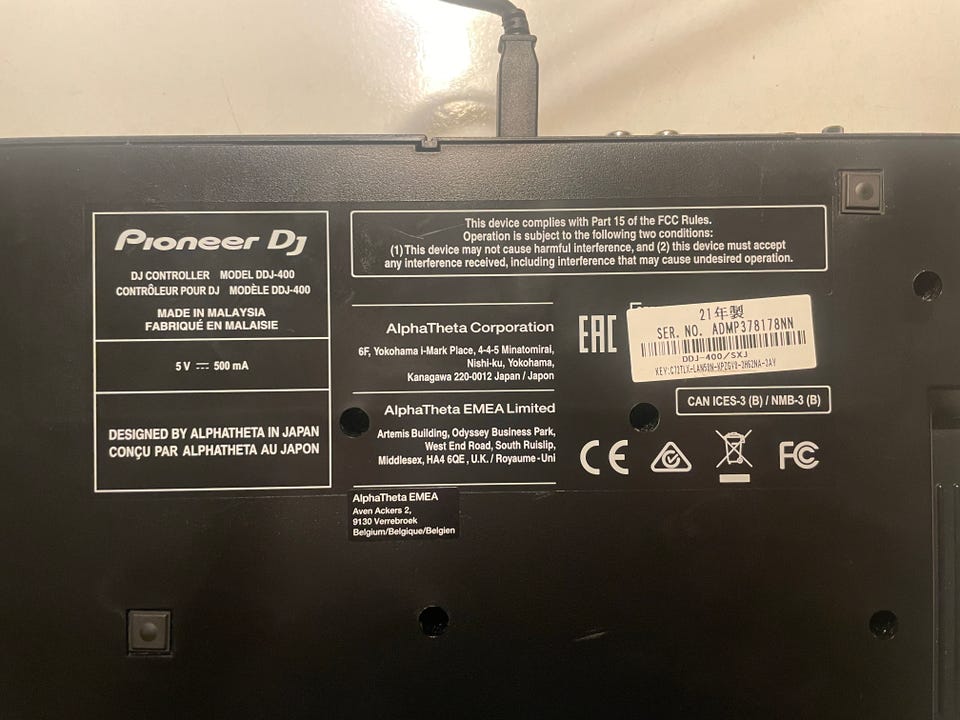 Pioneer Dj
DJ CONTROLLER MODEL DDJ-400
CONTRÔLEUR POUR DJ MODÈLE DDJ-400
MADE IN MALAYSIA
FABRIQUÉ EN MALAISIE
5 V 500 mA
DESIGNED BY ALPHATHETA IN JAPAN
CONÇU PAR ALPHATHETA AU JAPON
This device complies with Part 15 of the FCC Rules.
Operation is subject to the following two conditions:
(1) This device may not cause harmful interference, and (2) this device must accept
any interference received, including interference that may cause undesired operation.
AlphaTheta Corporation
6F, Yokohama i-Mark Place, 4-4-5 Minatomirai,
Nishi-ku, Yokohama,
Kanagawa 220-0012 Japan / Japon
AlphaTheta EMEA Limited
Artemis Building, Odyssey Business Park,
West End Road, South Ruislip,
Middlesex, HA4 6QE , U.K. / Royaume-Uni
AlphaTheta EMEA
Aven Ackers 2,
9130 Verrebroek
Belgium/Belgique/Belgien
EAC
21年製
SER. NO. ADMP378178NN
DDJ-400/SXJ
CAN ICES-3 (B) / NMB-3 (B)
CE
FC